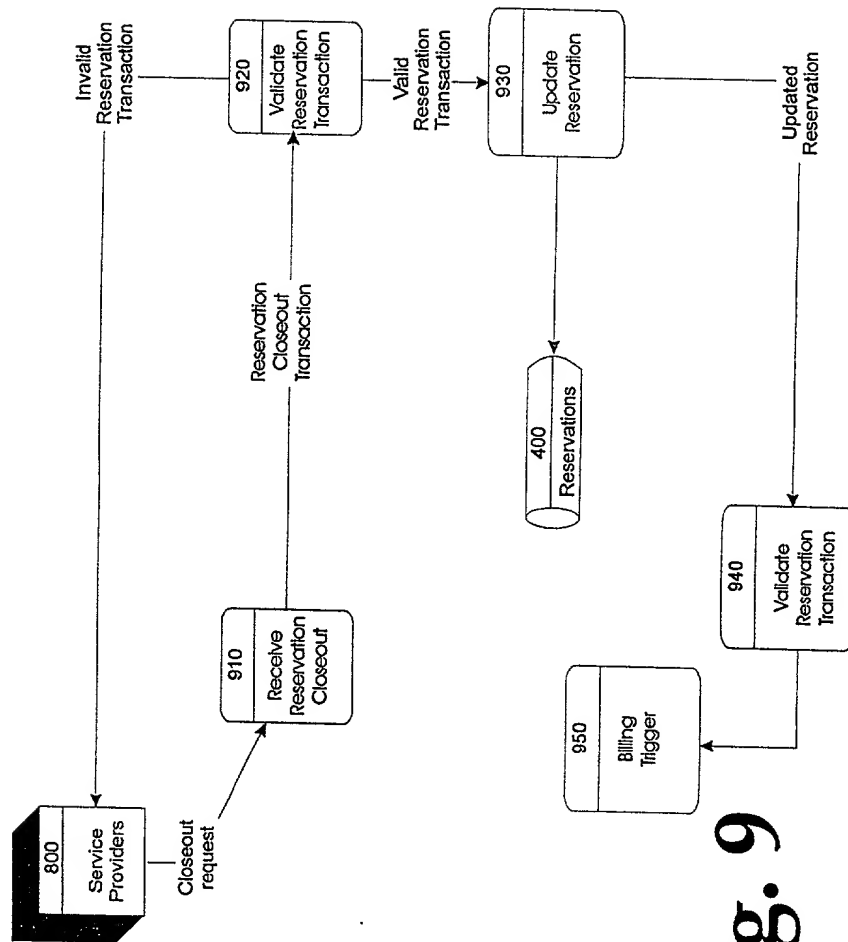 800
Service
Providers
Closeout
request
910
Receive
Reservation
Closeout
Reservation
Closeout
Transaction
920
Validate
Reservation
Transaction
Invalid
Reservation
Transaction
Valid
Reservation
Transaction
930
Update
Reservation
400
Reservations
Updated
Reservation
940
Validate
Reservation
Transaction
950
Billing
Trigger
g. 9